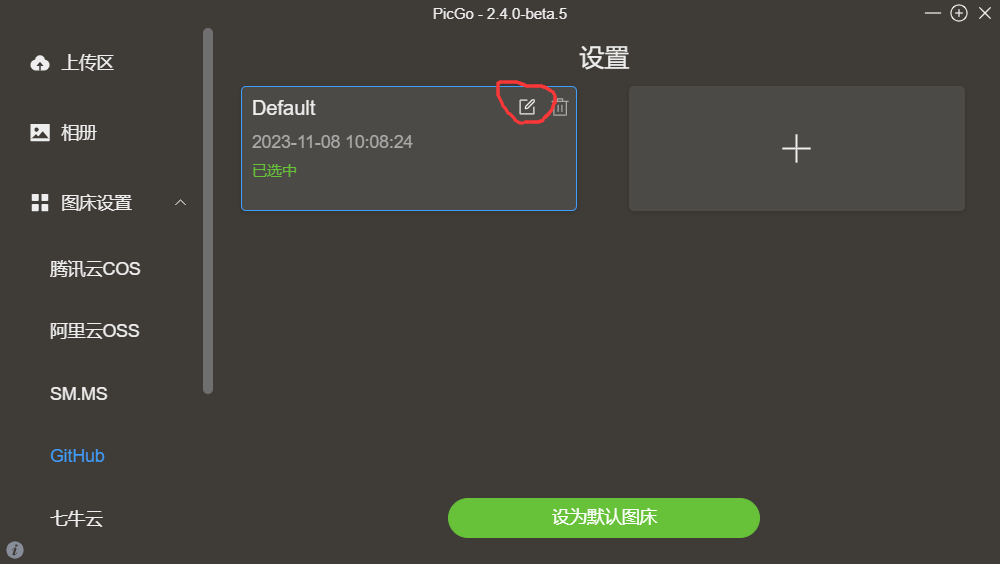 PicGo - 2.4.0-beta.5
上传区
相册
图床设置
腾讯云COS
阿里云OSS
SM.MS
GitHub
七牛云
设置
Default
2023-11-08 10:08:24
已选中
设为默认图床